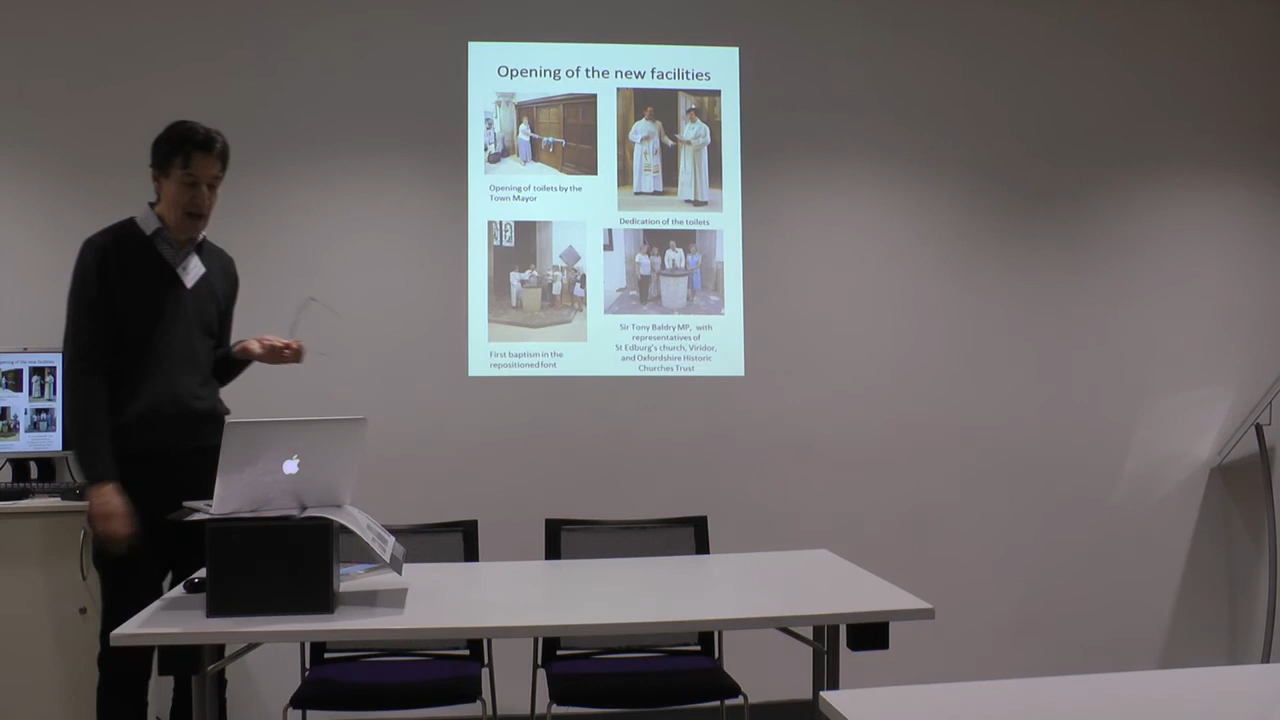 Opening of the new facilities
Opening of toilets by the
Town Mayor
Dedication of the toilets
First baptism in the
repositioned font
Sir Tony Baldry MP, with
representatives of
St Edburg's church, Viridor,
and Oxfordshire Historic
Churches Trust